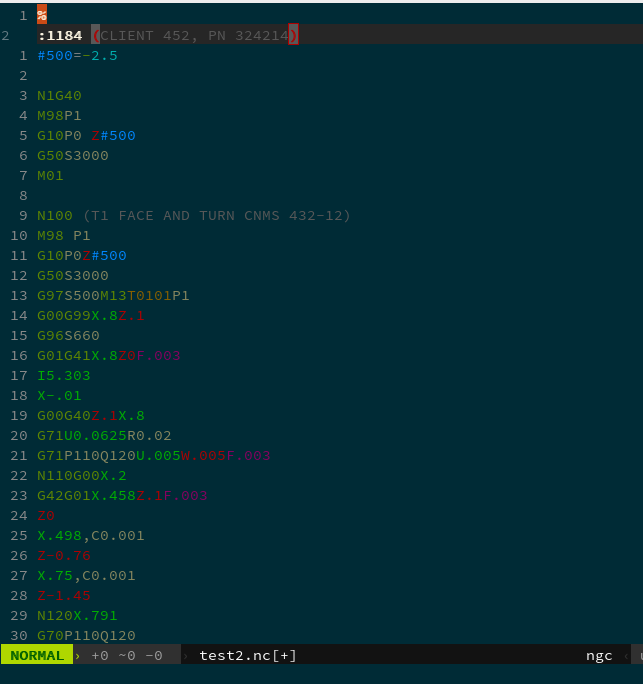 1 %
2 :1184 (CLIENT 452, PN 324214)
1 #500=-2.5
2
3 N1G40
4 M98P1
5 G10P0 Z#500
6 G50S3000
7 M01
8
9 N100 (T1 FACE AND TURN CNMS 432-12)
10 M98 P1
11 G10P0Z#500
12 G50S3000
13 G97S500M13T0101P1
14 G00G99X.8Z.1
15 G96S660
16 G01G41X.8Z0F.003
17 I5.303
18 X-.01
19 G00G40Z.1X.8
20 G71U0.0625R0.02
21 G71P110Q120U.005W.005F.003
22 N110G00X.2
23 G42G01X.458Z.1F.003
24 Z0
25 X.498,C0.001
26 Z-0.76
27 X.75,C0.001
28 Z-1.45
29 N120X.791
30 G70P110Q120
NORMAL › +0 ~0 -0 › test2.nc[+] ngc ‹